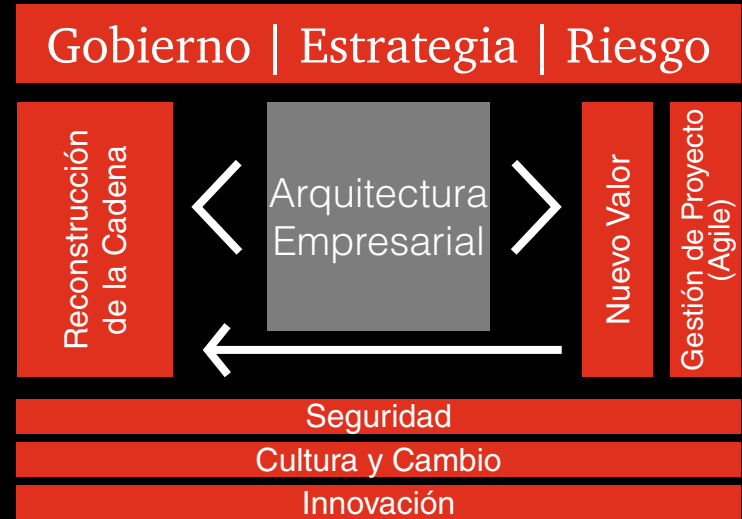 Gobierno | Estrategia | Riesgo
Reconstrucción
de la Cadena
Arquitectura
Empresarial
Nuevo Valor
Gestión de Proyecto
(Agile)
Seguridad
Cultura y Cambio
Innovación